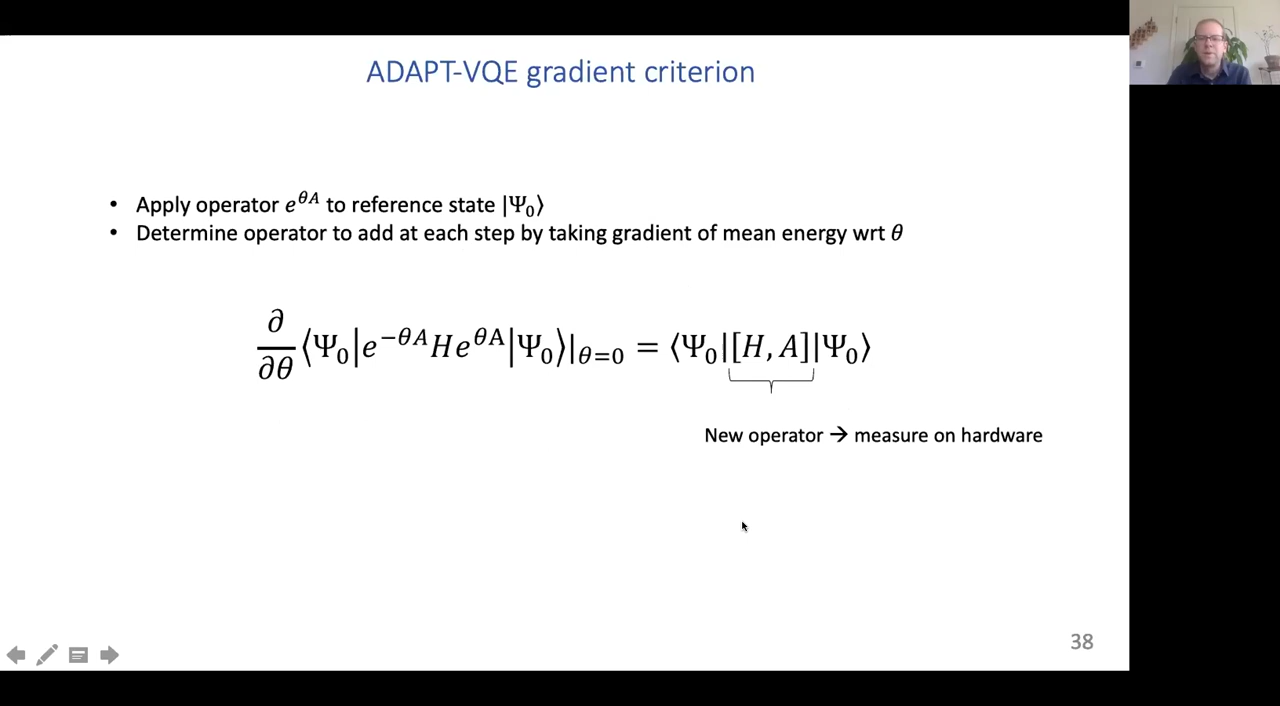 ADAPT-VQE gradient criterion
• Apply operator e^{θA} to reference state |Ψ₀⟩
• Determine operator to add at each step by taking gradient of mean energy wrt θ
∂/∂θ ⟨Ψ₀|e^{−θA}He^{θA}|Ψ₀⟩|_{θ=0} = ⟨Ψ₀|[H, A]|Ψ₀⟩
New operator → measure on hardware
38